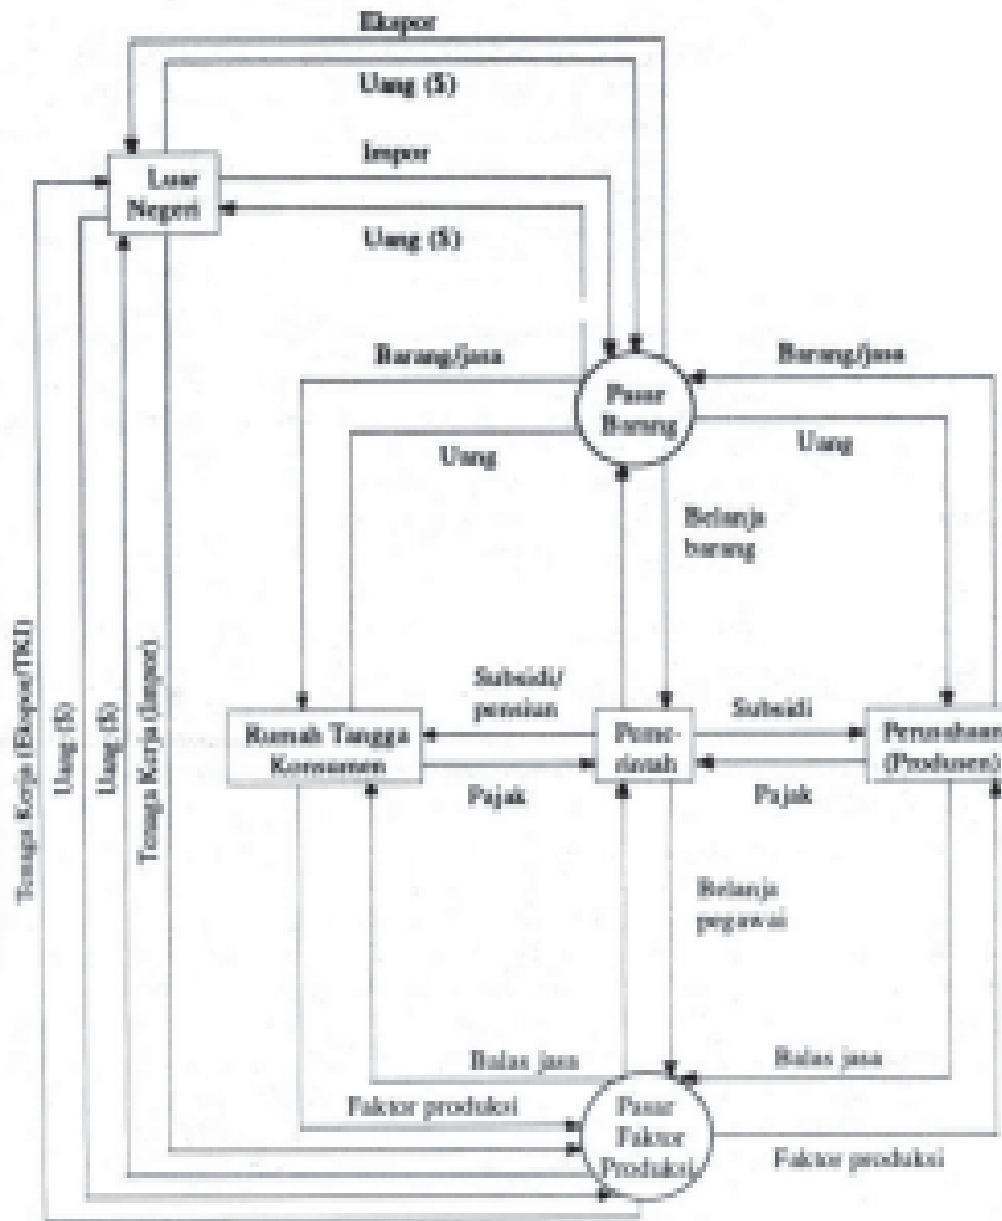 Ekspor
Uang ($)
Impor
Luar
Negeri
Uang ($)
Barang/jasa
Barang/jasa
Pasar
Barang
Uang
Uang
Belanja
barang
Tenaga Kerja (Ekspor/TKI)
Uang ($)
Uang ($)
Tenaga Kerja (Impor)
Subsidi/
pensiun
Subsidi
Rumah Tangga
Konsumen
Peme-
rintah
Perusahaan
(Produsen)
Pajak
Pajak
Belanja
pegawai
Balas jasa
Balas jasa
Faktor produksi
Pasar
Faktor
Produksi
Faktor produksi